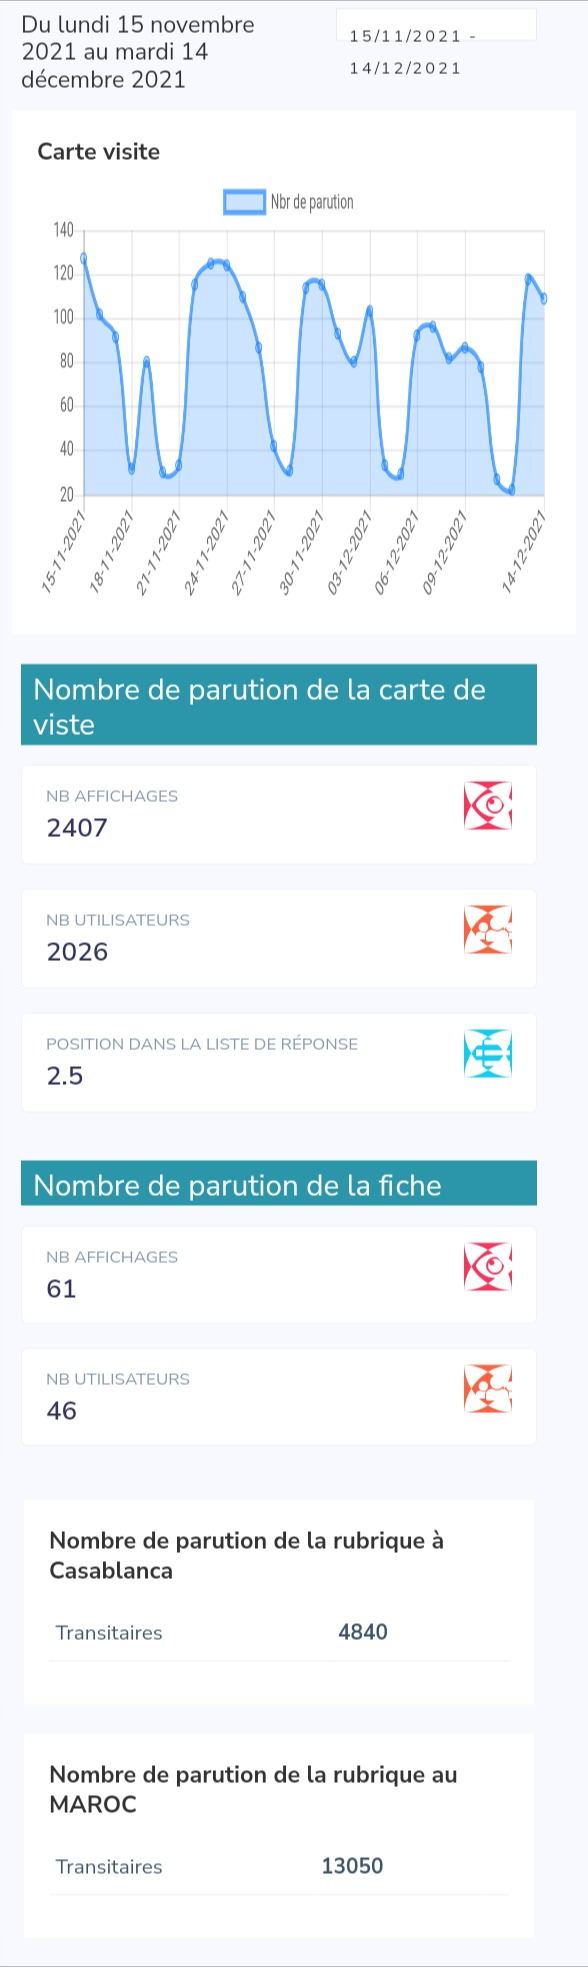 Du lundi 15 novembre
2021 au mardi 14
décembre 2021
15/11/2021 -
14/12/2021
Carte visite
Nbr de parution
140
120
100
80
60
40
20
15-11-2021
18-11-2021
21-11-2021
24-11-2021
27-11-2021
30-11-2021
03-12-2021
06-12-2021
09-12-2021
14-12-2021
Nombre de parution de la carte de
viste
NB AFFICHAGES
2407
NB UTILISATEURS
2026
POSITION DANS LA LISTE DE RÉPONSE
2.5
Nombre de parution de la fiche
NB AFFICHAGES
61
NB UTILISATEURS
46
Nombre de parution de la rubrique à
Casablanca
Transitaires 4840
Nombre de parution de la rubrique au
MAROC
Transitaires 13050